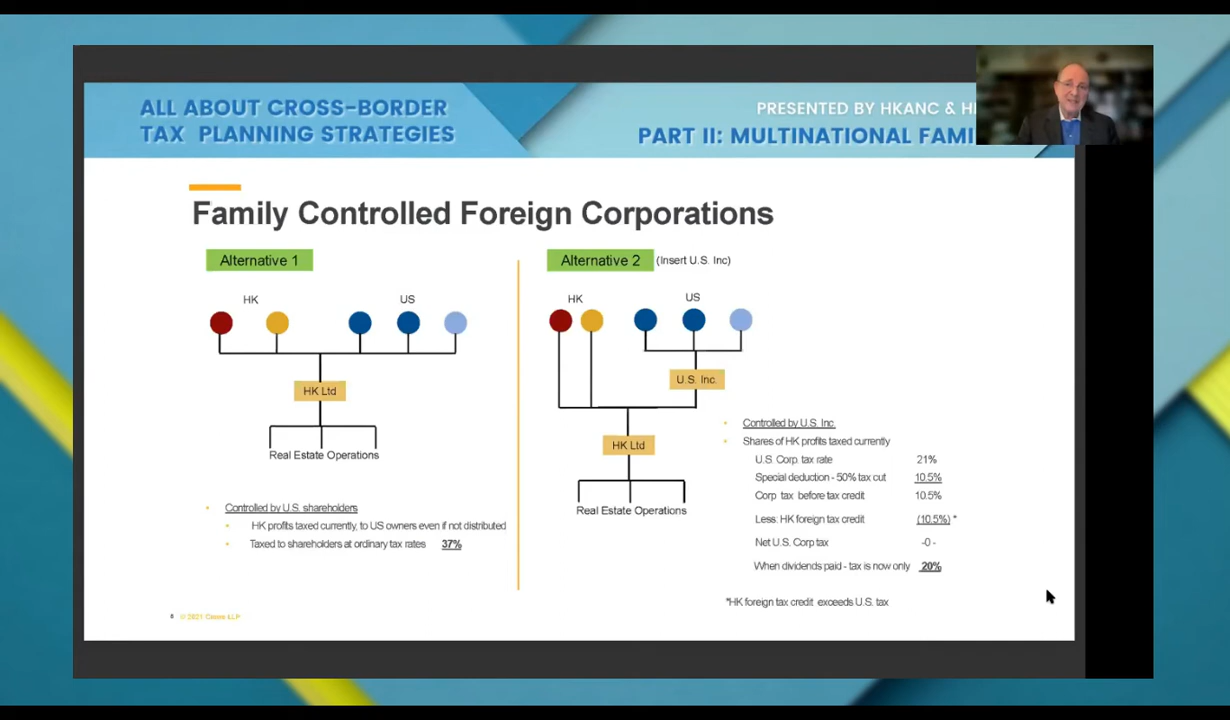 ALL ABOUT CROSS-BORDER
TAX PLANNING STRATEGIES
PRESENTED BY HKANC &
PART II: MULTINATIONAL
Family Controlled Foreign Corporations
Alternative 1
HK
US
HK Ltd
Real Estate Operations
• Controlled by U.S. shareholders
• HK profits taxed currently, to US owners even if not distributed
• Taxed to shareholders at ordinary tax rates 37%
Alternative 2 (Insert U.S. Inc)
HK
US
U.S. Inc.
HK Ltd
Real Estate Operations
• Controlled by U.S. Inc.
• Shares of HK profits taxed currently
U.S. Corp. tax rate 21%
Special deduction - 50% tax cut 10.5%
Corp tax before tax credit 10.5%
Less: HK foreign tax credit (10.5%) *
Net U.S. Corp tax -0-
When dividends paid - tax is now only 20%
*HK foreign tax credit exceeds U.S. tax
8 © 2021 Crowe LLP